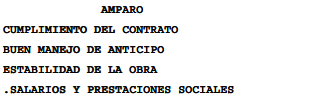 AMPARO
CUMPLIMIENTO DEL CONTRATO
BUEN MANEJO DE ANTICIPO
ESTABILIDAD DE LA OBRA
.SALARIOS Y PRESTACIONES SOCIALES